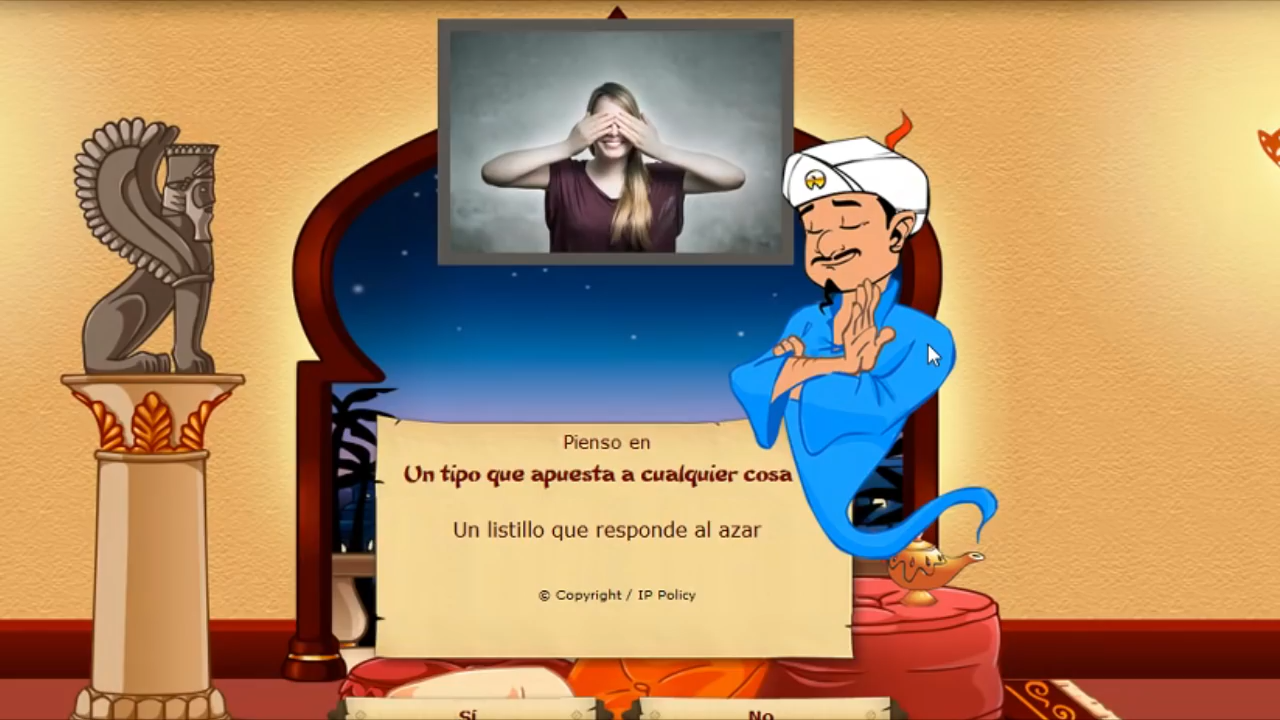 Pienso en
Un tipo que apuesta a cualquier cosa
Un listillo que responde al azar
© Copyright / IP Policy
Sí
No